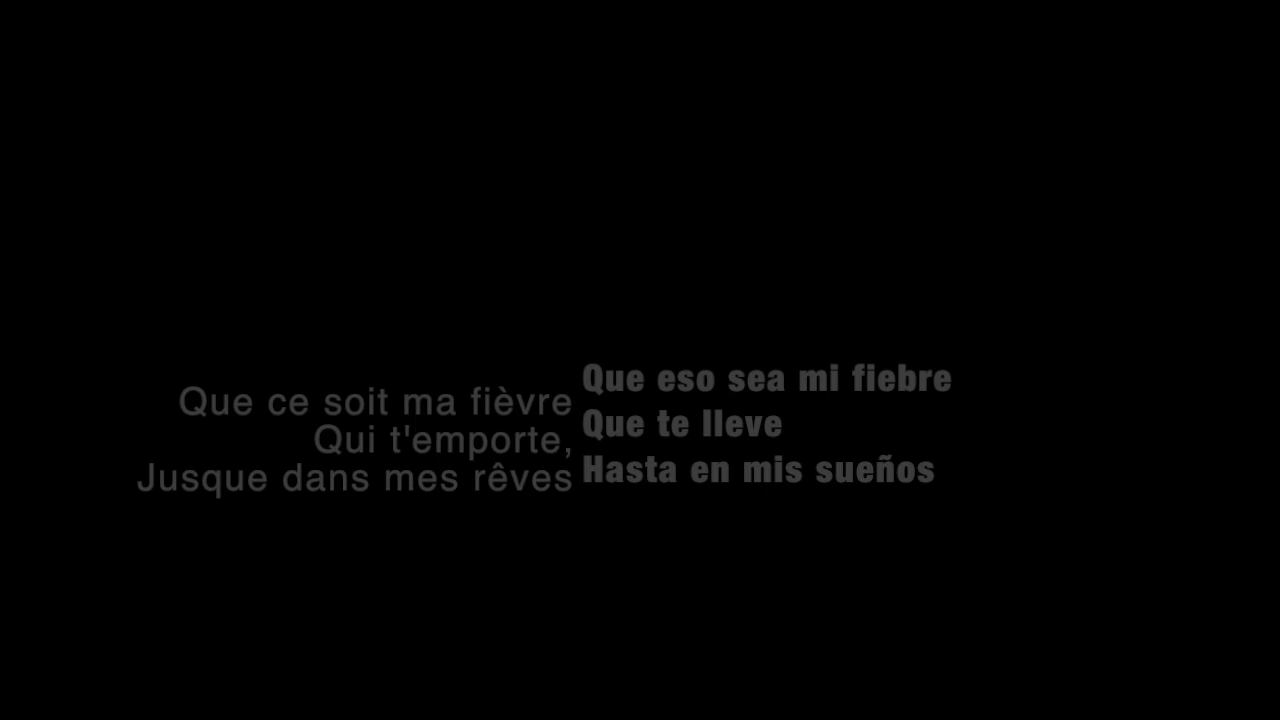 Que ce soit ma fièvre
Qui t'emporte,
Jusque dans mes rêves
Que eso sea mi fiebre
Que te lleve
Hasta en mis sueños